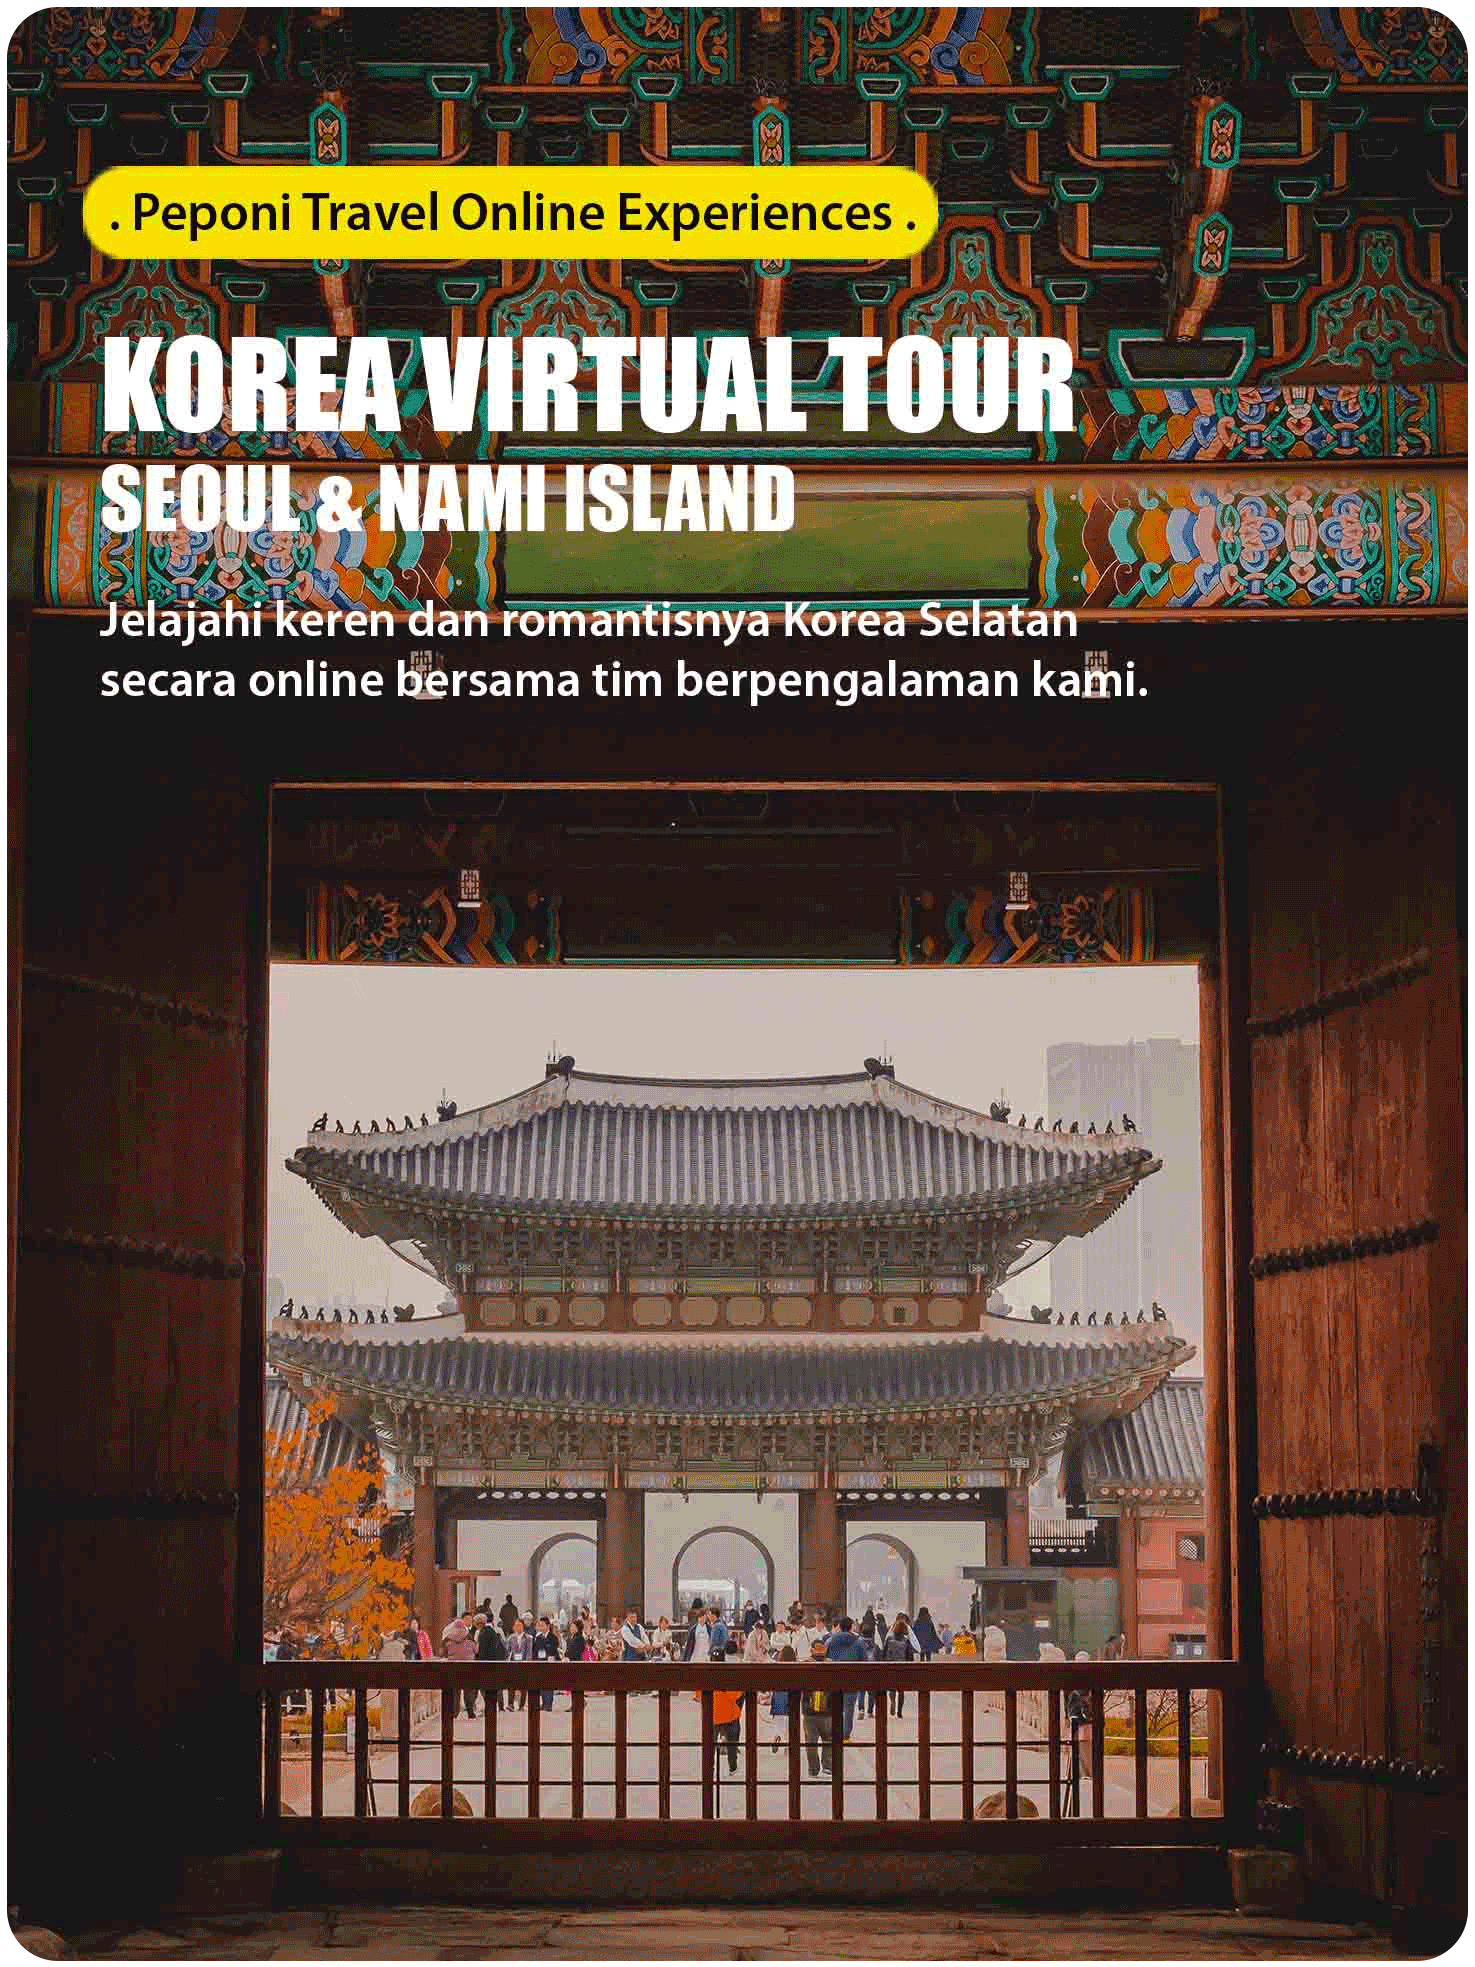 . Peponi Travel Online Experiences .
KOREA VIRTUAL TOUR
SEOUL & NAMI ISLAND
Jelajahi keren dan romantisnya Korea Selatan
secara online bersama tim berpengalaman kami.